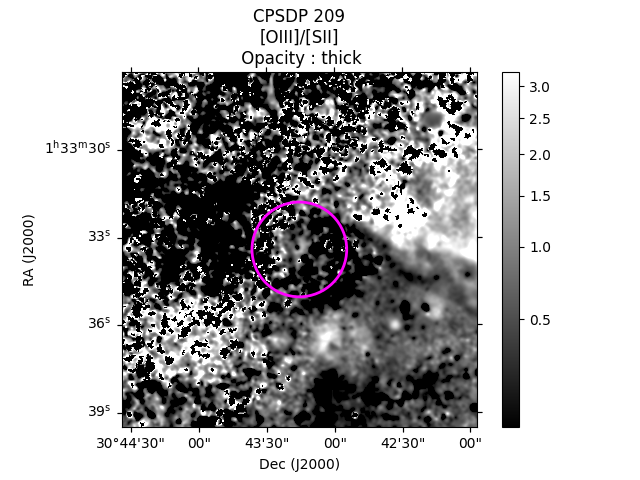 CPSDP 209
[OIII]/[SII]
Opacity : thick
1ʰ33ᵐ30ˢ
33ˢ
36ˢ
39ˢ
RA (J2000)
30°44'30" 00" 43'30" 00" 42'30" 00"
Dec (J2000)
3.0
2.5
2.0
1.5
1.0
0.5